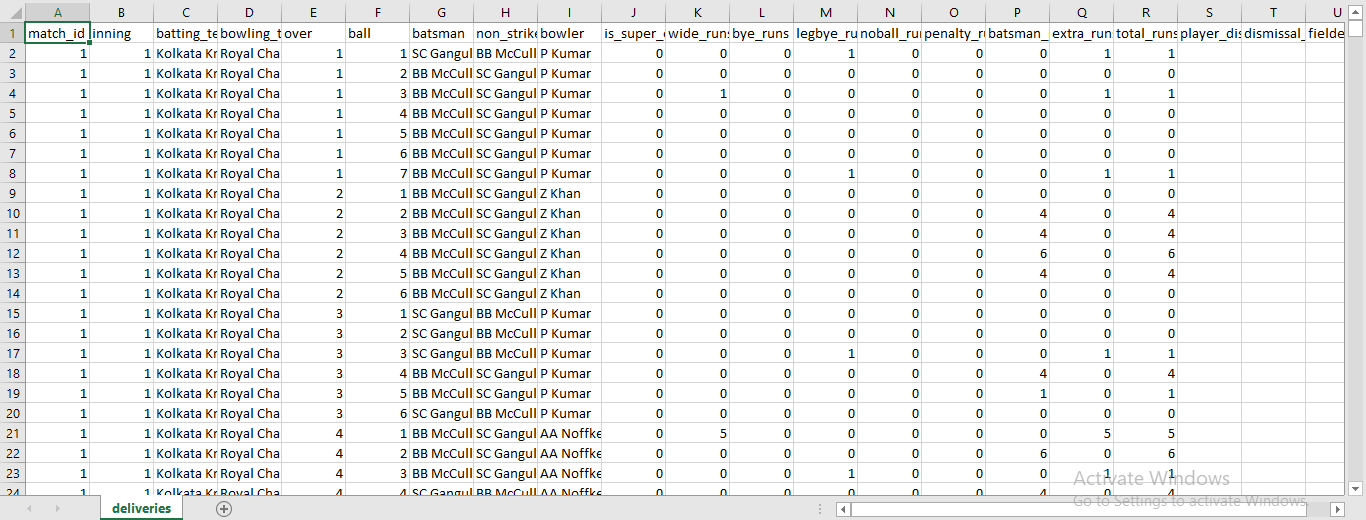 A B C D E F G H I J K L M N O P Q R S T U
1 match_id inning batting_te bowling_t over ball batsman non_strike bowler is_super_ wide_runs bye_runs legbye_ru noball_ru penalty_r batsman_ extra_run total_runs player_dis dismissal_ fielde
2 1 1 Kolkata Kr Royal Cha 1 1 SC Gangul BB McCull P Kumar 0 0 0 1 0 0 0 1 1
3 1 1 Kolkata Kr Royal Cha 1 2 BB McCull SC Gangul P Kumar 0 0 0 0 0 0 0 0 0
4 1 1 Kolkata Kr Royal Cha 1 3 BB McCull SC Gangul P Kumar 0 1 0 0 0 0 0 1 1
5 1 1 Kolkata Kr Royal Cha 1 4 BB McCull SC Gangul P Kumar 0 0 0 0 0 0 0 0 0
6 1 1 Kolkata Kr Royal Cha 1 5 BB McCull SC Gangul P Kumar 0 0 0 0 0 0 0 0 0
7 1 1 Kolkata Kr Royal Cha 1 6 BB McCull SC Gangul P Kumar 0 0 0 0 0 0 0 0 0
8 1 1 Kolkata Kr Royal Cha 1 7 BB McCull SC Gangul P Kumar 0 0 0 1 0 0 0 1 1
9 1 1 Kolkata Kr Royal Cha 2 1 BB McCull SC Gangul Z Khan 0 0 0 0 0 0 0 0 0
10 1 1 Kolkata Kr Royal Cha 2 2 BB McCull SC Gangul Z Khan 0 0 0 0 0 0 4 0 4
11 1 1 Kolkata Kr Royal Cha 2 3 BB McCull SC Gangul Z Khan 0 0 0 0 0 0 4 0 4
12 1 1 Kolkata Kr Royal Cha 2 4 BB McCull SC Gangul Z Khan 0 0 0 0 0 0 6 0 6
13 1 1 Kolkata Kr Royal Cha 2 5 BB McCull SC Gangul Z Khan 0 0 0 0 0 0 4 0 4
14 1 1 Kolkata Kr Royal Cha 2 6 BB McCull SC Gangul Z Khan 0 0 0 0 0 0 0 0 0
15 1 1 Kolkata Kr Royal Cha 3 1 SC Gangul BB McCull P Kumar 0 0 0 0 0 0 0 0 0
16 1 1 Kolkata Kr Royal Cha 3 2 SC Gangul BB McCull P Kumar 0 0 0 0 0 0 0 0 0
17 1 1 Kolkata Kr Royal Cha 3 3 SC Gangul BB McCull P Kumar 0 0 0 1 0 0 0 1 1
18 1 1 Kolkata Kr Royal Cha 3 4 BB McCull SC Gangul P Kumar 0 0 0 0 0 0 4 0 4
19 1 1 Kolkata Kr Royal Cha 3 5 BB McCull SC Gangul P Kumar 0 0 0 0 0 0 1 0 1
20 1 1 Kolkata Kr Royal Cha 3 6 SC Gangul BB McCull P Kumar 0 0 0 0 0 0 0 0 0
21 1 1 Kolkata Kr Royal Cha 4 1 BB McCull SC Gangul AA Noffke 0 5 0 0 0 0 0 5 5
22 1 1 Kolkata Kr Royal Cha 4 2 BB McCull SC Gangul AA Noffke 0 0 0 0 0 0 6 0 6
23 1 1 Kolkata Kr Royal Cha 4 3 BB McCull SC Gangul AA Noffke 0 0 0 1 0 0 0 1 1
24 1 1 Kolkata Kr Royal Cha 4 4 SC Gangul BB McCull AA Noffke 0 0 0 0 0 0 4 0 4
Activate Windows
Go to Settings to activate Windows.
deliveries